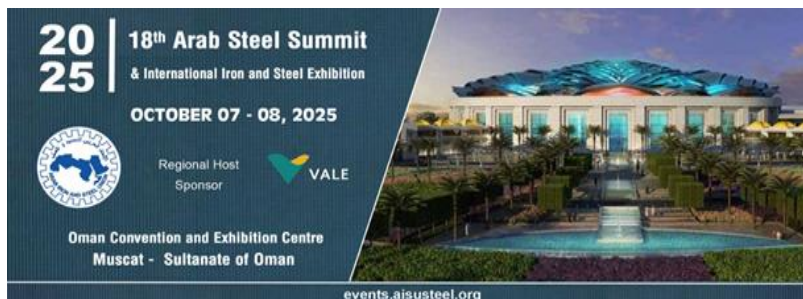 2025
18th Arab Steel Summit
& International Iron and Steel Exhibition
OCTOBER 07 - 08, 2025
Regional Host
Sponsor
VALE
Oman Convention and Exhibition Centre
Muscat - Sultanate of Oman
events.aisusteel.org